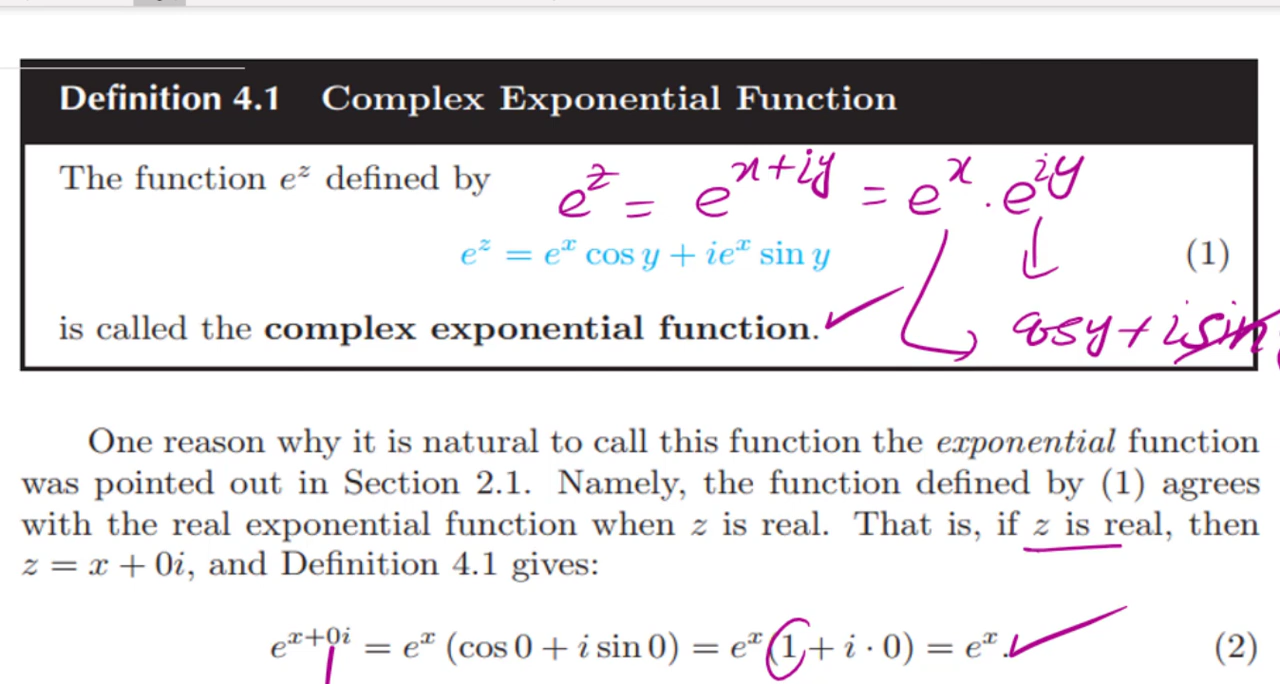 Definition 4.1 Complex Exponential Function
The function e^z defined by e^z = e^{x+iy} = e^x . e^{iy}
e^z = e^x cos y + ie^x sin y (1)
is called the complex exponential function. ✓ cosy + isin
One reason why it is natural to call this function the exponential function
was pointed out in Section 2.1. Namely, the function defined by (1) agrees
with the real exponential function when z is real. That is, if z is real, then
z = x + 0i, and Definition 4.1 gives:
e^{x+0i} = e^x (cos 0 + i sin 0) = e^x (1 + i · 0) = e^x. ✓ (2)